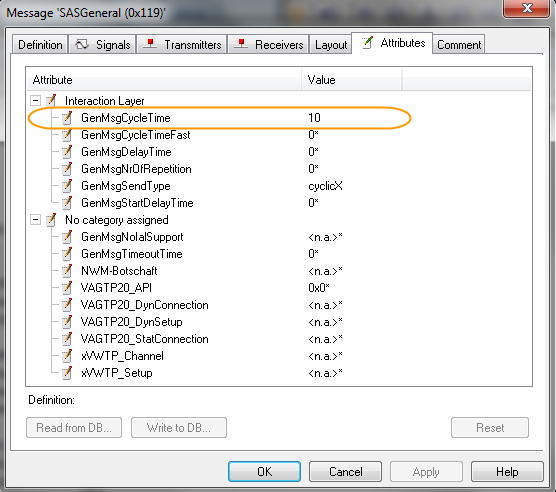 Message 'SASGeneral (0x119)'
Definition Signals Transmitters Receivers Layout Attributes Comment
Attribute Value
Interaction Layer
GenMsgCycleTime 10
GenMsgCycleTimeFast 0*
GenMsgDelayTime 0*
GenMsgNrOfRepetition 0*
GenMsgSendType cyclicX
GenMsgStartDelayTime 0*
No category assigned
GenMsgNoIalSupport <n.a.>*
GenMsgTimeoutTime 0*
NWM-Botschaft <n.a.>*
VAGTP20_API 0x0*
VAGTP20_DynConnection <n.a.>*
VAGTP20_DynSetup <n.a.>*
VAGTP20_StatConnection <n.a.>*
xVWTP_Channel <n.a.>*
xVWTP_Setup <n.a.>*
Definition:
Read from DB... Write to DB... Reset
OK Cancel Apply Help